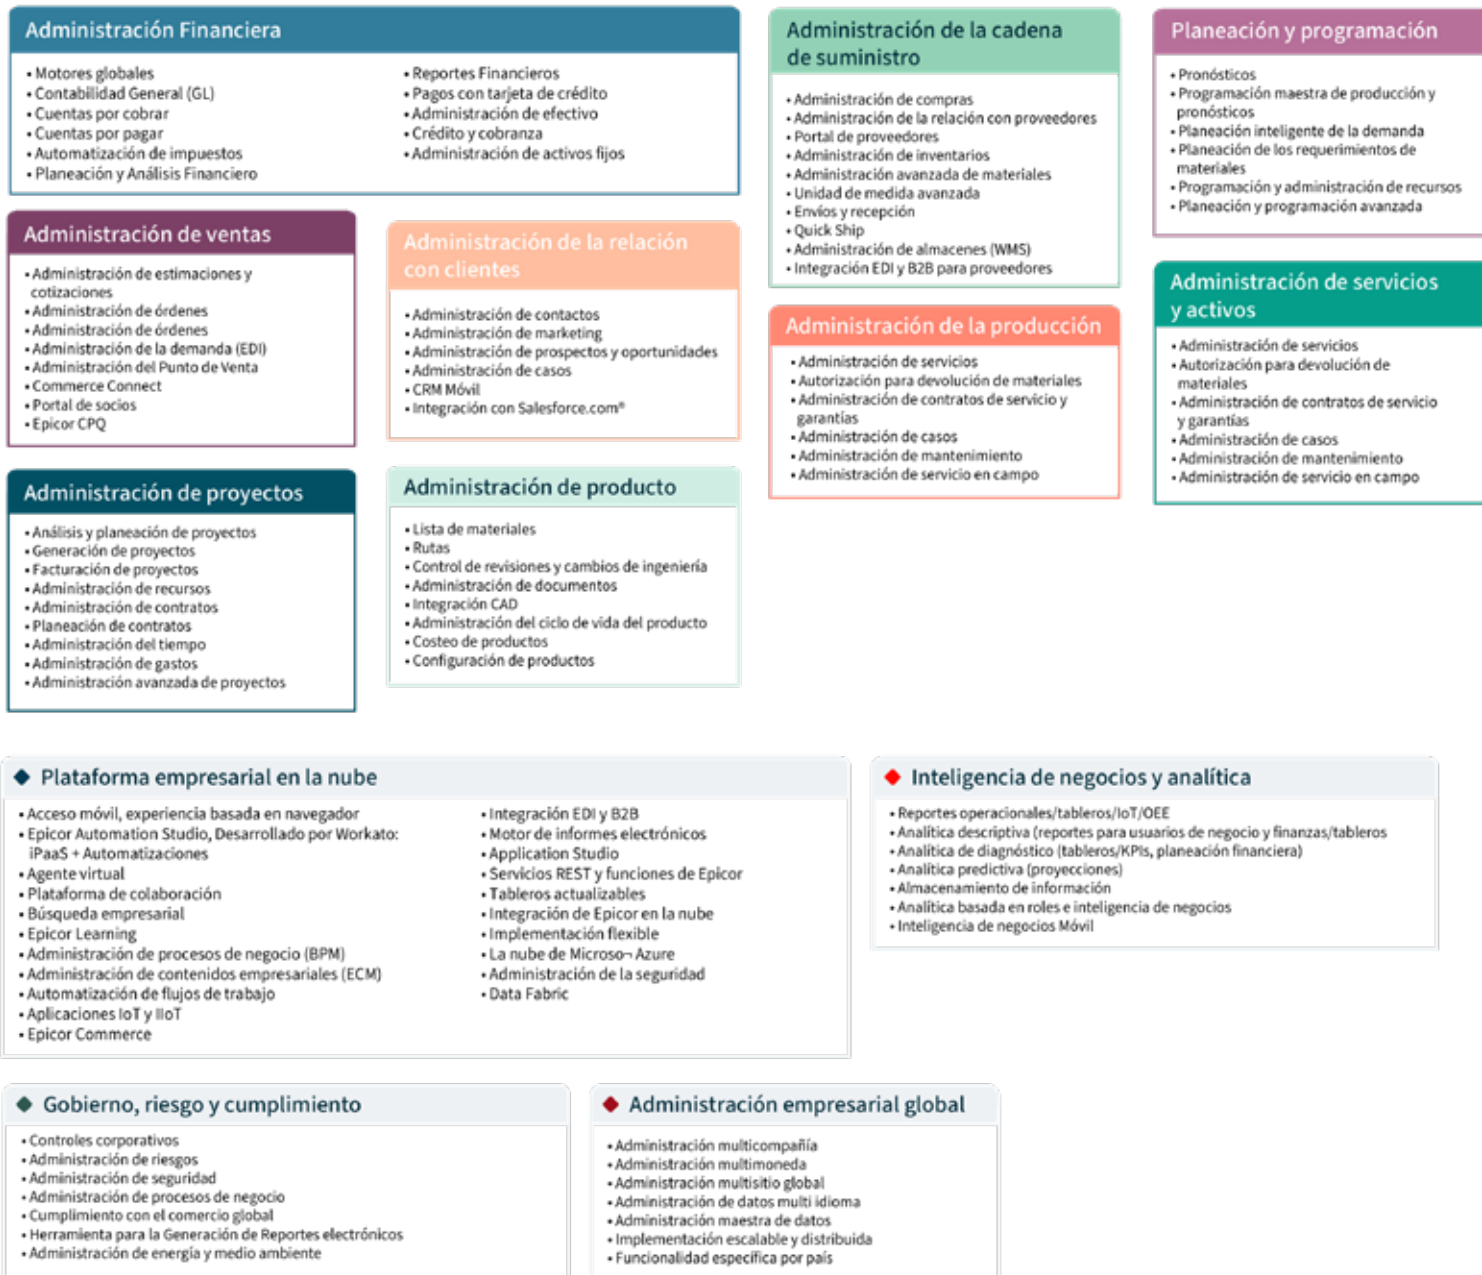 Administración Financiera
• Motores globales
• Contabilidad General (GL)
• Cuentas por cobrar
• Cuentas por pagar
• Automatización de impuestos
• Planeación y Análisis Financiero
• Reportes Financieros
• Pagos con tarjeta de crédito
• Administración de efectivo
• Crédito y cobranza
• Administración de activos fijos
Administración de ventas
• Administración de estimaciones y
cotizaciones
• Administración de órdenes
• Administración de órdenes
• Administración de la demanda (EDI)
• Administración del Punto de Venta
• Commerce Connect
• Portal de socios
• Epicor CPQ
Administración de la relación
con clientes
• Administración de contactos
• Administración de marketing
• Administración de prospectos y oportunidades
• Administración de casos
• CRM Móvil
• Integración con Salesforce.com®
Administración de proyectos
• Análisis y planeación de proyectos
• Generación de proyectos
• Facturación de proyectos
• Administración de recursos
• Administración de contratos
• Planeación de contratos
• Administración del tiempo
• Administración de gastos
• Administración avanzada de proyectos
Administración de producto
• Lista de materiales
• Rutas
• Control de revisiones y cambios de ingeniería
• Administración de documentos
• Integración CAD
• Administración del ciclo de vida del producto
• Costeo de productos
• Configuración de productos
Administración de la cadena
de suministro
• Administración de compras
• Administración de la relación con proveedores
• Portal de proveedores
• Administración de inventarios
• Administración avanzada de materiales
• Unidad de medida avanzada
• Envíos y recepción
• Quick Ship
• Administración de almacenes (WMS)
• Integración EDI y B2B para proveedores
Administración de la producción
• Administración de servicios
• Autorización para devolución de materiales
• Administración de contratos de servicio y
garantías
• Administración de casos
• Administración de mantenimiento
• Administración de servicio en campo
Planeación y programación
• Pronósticos
• Programación maestra de producción y
pronósticos
• Planeación inteligente de la demanda
• Planeación de los requerimientos de
materiales
• Programación y administración de recursos
• Planeación y programación avanzada
Administración de servicios
y activos
• Administración de servicios
• Autorización para devolución de
materiales
• Administración de contratos de servicio
y garantías
• Administración de casos
• Administración de mantenimiento
• Administración de servicio en campo
Plataforma empresarial en la nube
• Acceso móvil, experiencia basada en navegador
• Epicor Automation Studio, Desarrollado por Workato:
iPaaS + Automatizaciones
• Agente virtual
• Plataforma de colaboración
• Búsqueda empresarial
• Epicor Learning
• Administración de procesos de negocio (BPM)
• Administración de contenidos empresariales (ECM)
• Automatización de flujos de trabajo
• Aplicaciones IoT y IIoT
• Epicor Commerce
• Integración EDI y B2B
• Motor de informes electrónicos
• Application Studio
• Servicios REST y funciones de Epicor
• Tableros actualizables
• Integración de Epicor en la nube
• Implementación flexible
• La nube de Microso¬ Azure
• Administración de la seguridad
• Data Fabric
Inteligencia de negocios y analítica
• Reportes operacionales/tableros/IoT/OEE
• Analítica descriptiva (reportes para usuarios de negocio y finanzas/tableros
• Analítica de diagnóstico (tableros/KPIs, planeación financiera)
• Analítica predictiva (proyecciones)
• Almacenamiento de información
• Analítica basada en roles e inteligencia de negocios
• Inteligencia de negocios Móvil
Gobierno, riesgo y cumplimiento
• Controles corporativos
• Administración de riesgos
• Administración de seguridad
• Administración de procesos de negocio
• Cumplimiento con el comercio global
• Herramienta para la Generación de Reportes electrónicos
• Administración de energía y medio ambiente
Administración empresarial global
• Administración multicompañía
• Administración multimoneda
• Administración multisitio global
• Administración de datos multi idioma
• Administración maestra de datos
• Implementación escalable y distribuida
• Funcionalidad específica por país